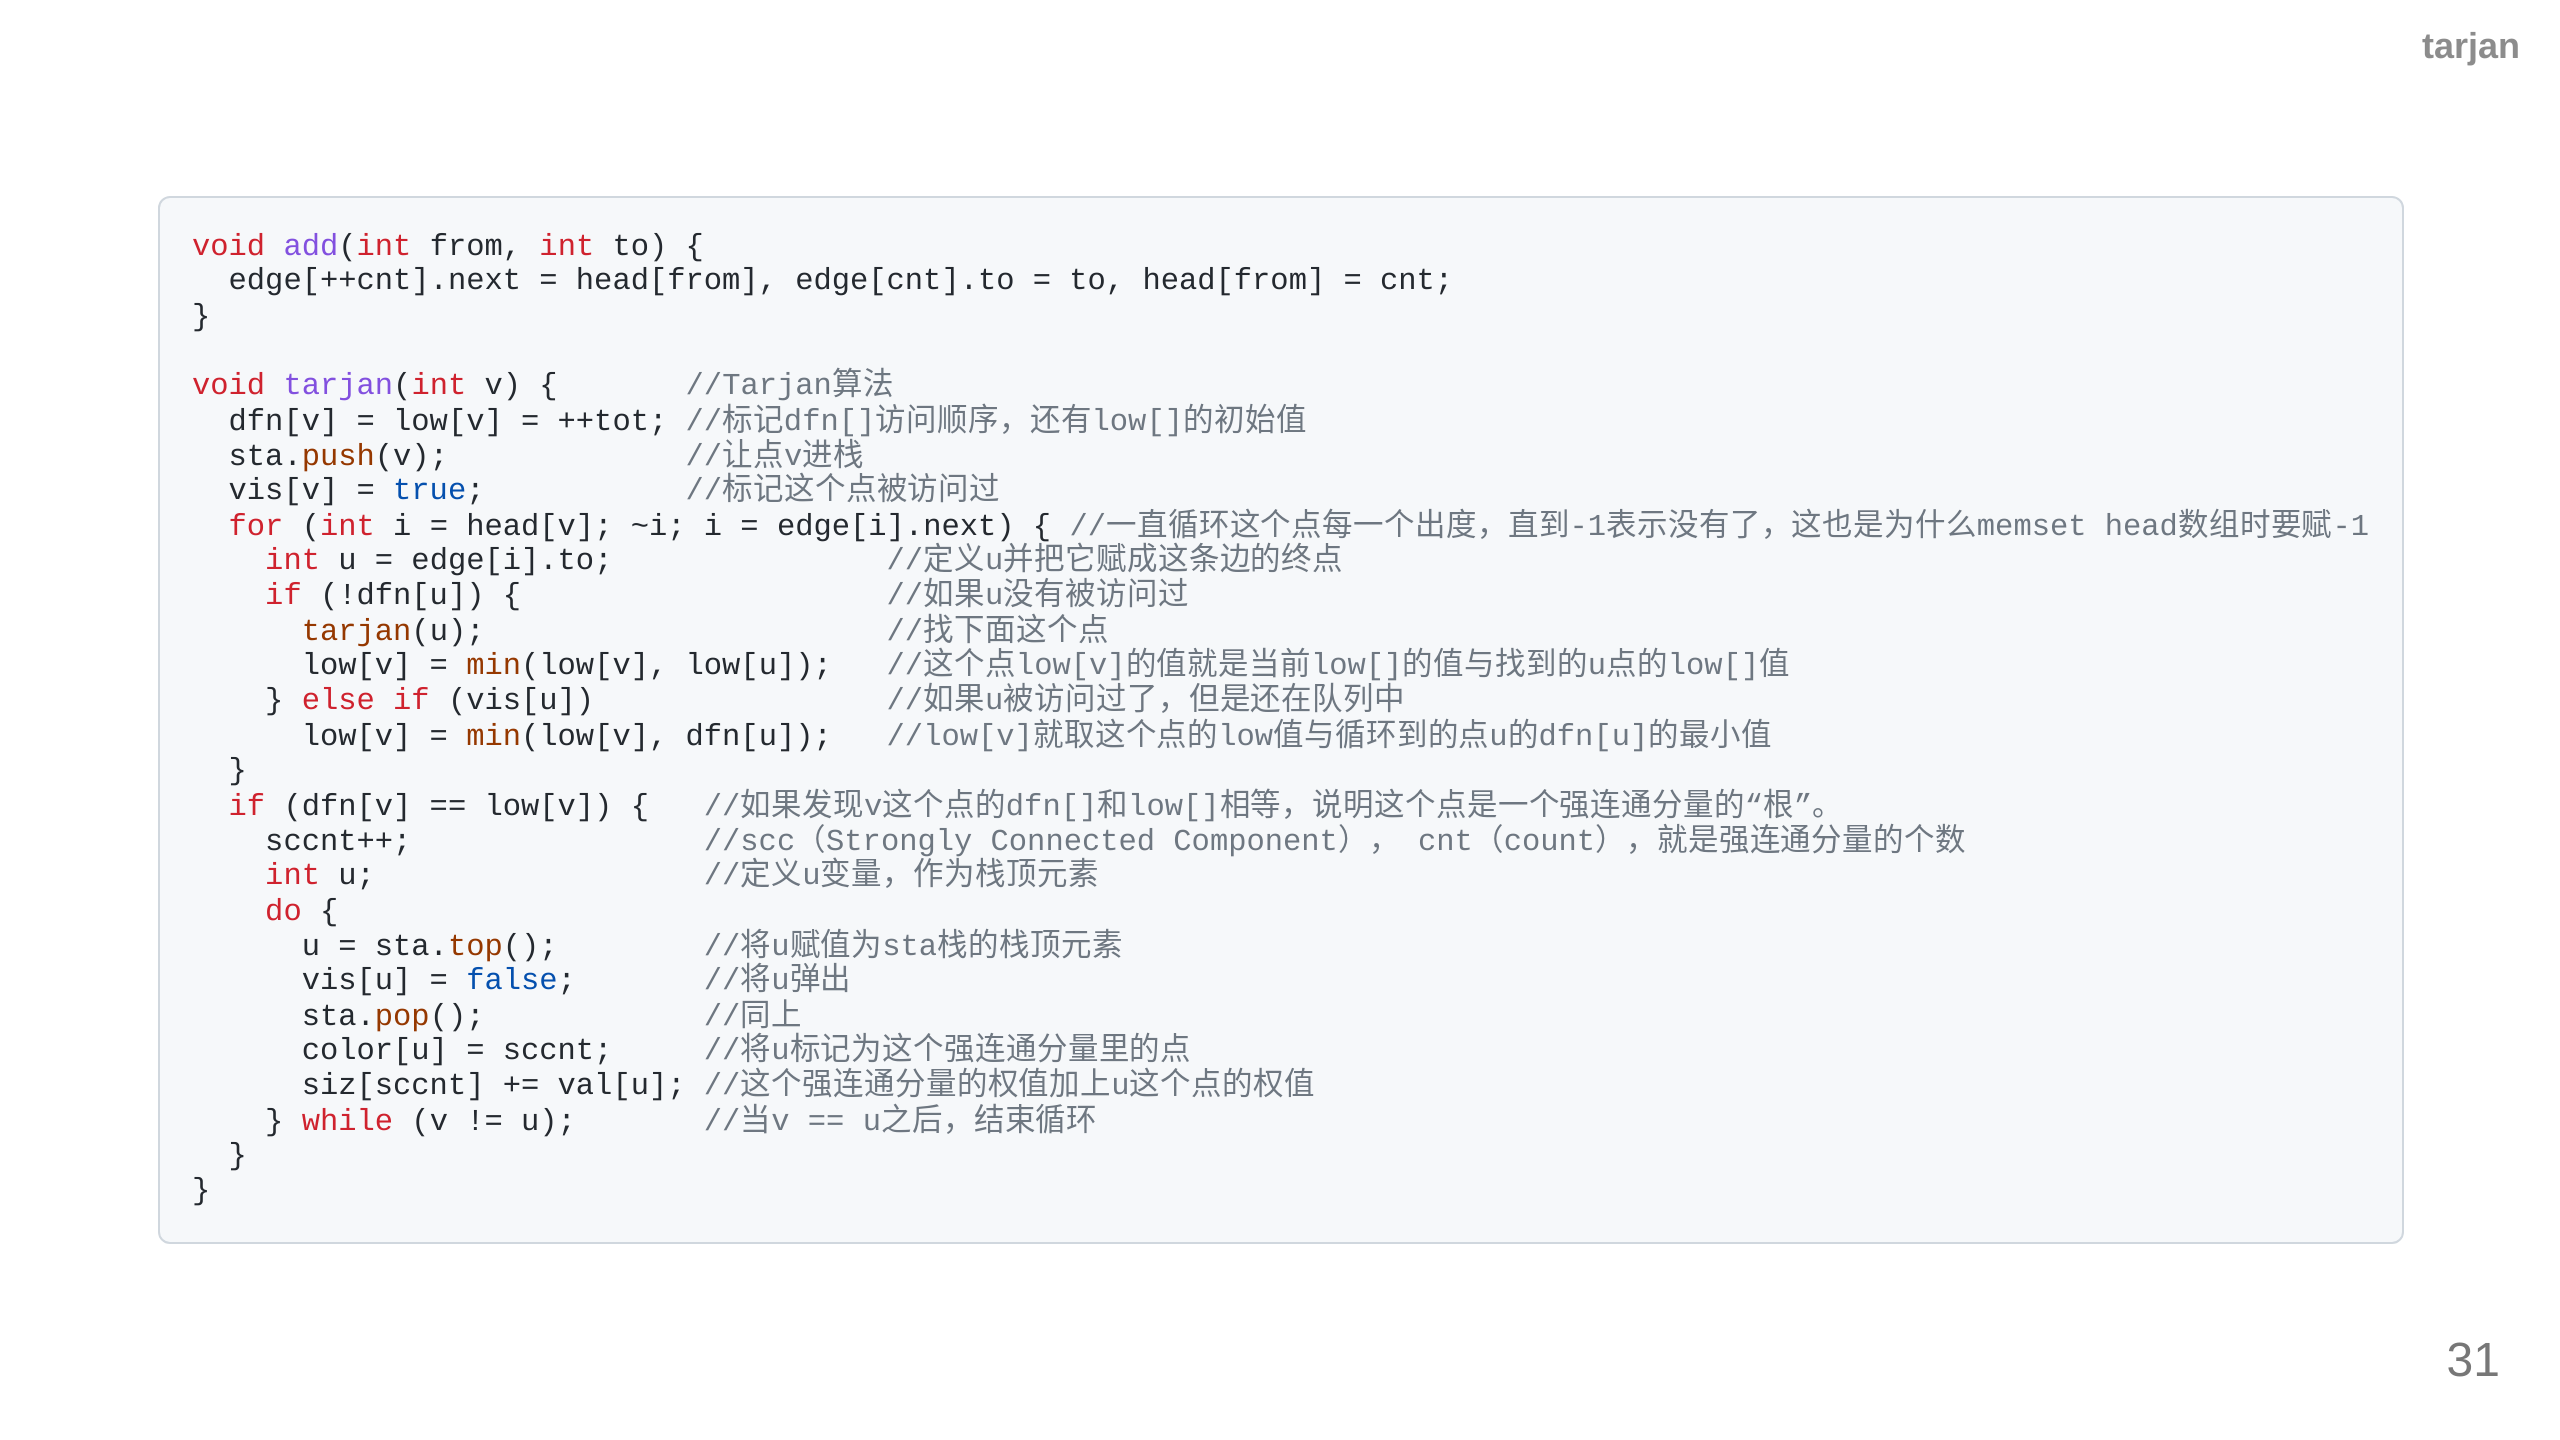 tarjan
void add(int from, int to) {
  edge[++cnt].next = head[from], edge[cnt].to = to, head[from] = cnt;
}

void tarjan(int v) {       //Tarjan算法
  dfn[v] = low[v] = ++tot; //标记dfn[]访问顺序，还有low[]的初始值
  sta.push(v);             //让点v进栈
  vis[v] = true;           //标记这个点被访问过
  for (int i = head[v]; ~i; i = edge[i].next) { //一直循环这个点每一个出度，直到-1表示没有了，这也是为什么memset head数组时要赋-1
    int u = edge[i].to;               //定义u并把它赋成这条边的终点
    if (!dfn[u]) {                    //如果u没有被访问过
      tarjan(u);                      //找下面这个点
      low[v] = min(low[v], low[u]);   //这个点low[v]的值就是当前low[]的值与找到的u点的low[]值
    } else if (vis[u])                //如果u被访问过了，但是还在队列中
      low[v] = min(low[v], dfn[u]);   //low[v]就取这个点的low值与循环到的点u的dfn[u]的最小值
  }
  if (dfn[v] == low[v]) {   //如果发现v这个点的dfn[]和low[]相等，说明这个点是一个强连通分量的“根”。
    sccnt++;                //scc（Strongly Connected Component）， cnt（count），就是强连通分量的个数
    int u;                  //定义u变量，作为栈顶元素
    do {
      u = sta.top();        //将u赋值为sta栈的栈顶元素
      vis[u] = false;       //将u弹出
      sta.pop();            //同上
      color[u] = sccnt;     //将u标记为这个强连通分量里的点
      siz[sccnt] += val[u]; //这个强连通分量的权值加上u这个点的权值
    } while (v != u);       //当v == u之后，结束循环
  }
}
31